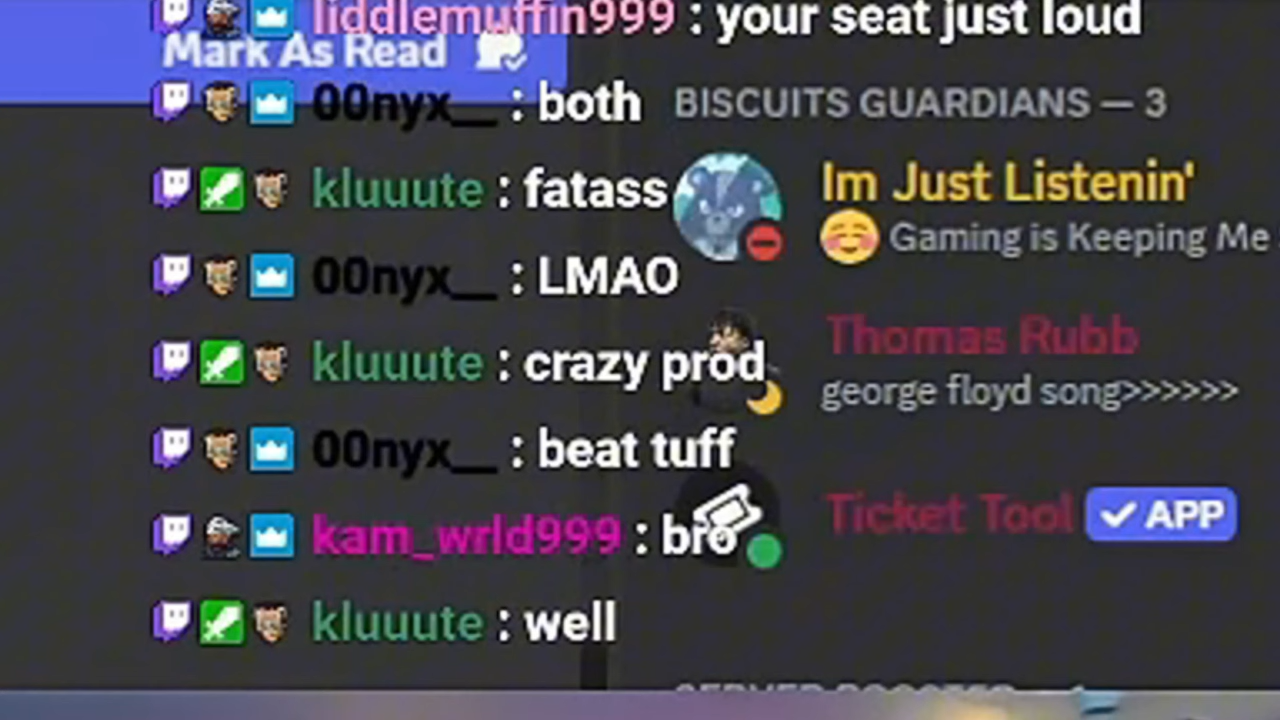 liddlemuffin999 : your seat just loud
Mark As Read
00nyx__ : both
BISCUITS GUARDIANS — 3
kluuute : fatass
Im Just Listenin'
Gaming is Keeping Me
00nyx__ : LMAO
Thomas Rubb
kluuute : crazy prod
george floyd song>>>>>>
00nyx__ : beat tuff
Ticket Tool APP
kam_wrld999 : bro
kluuute : well